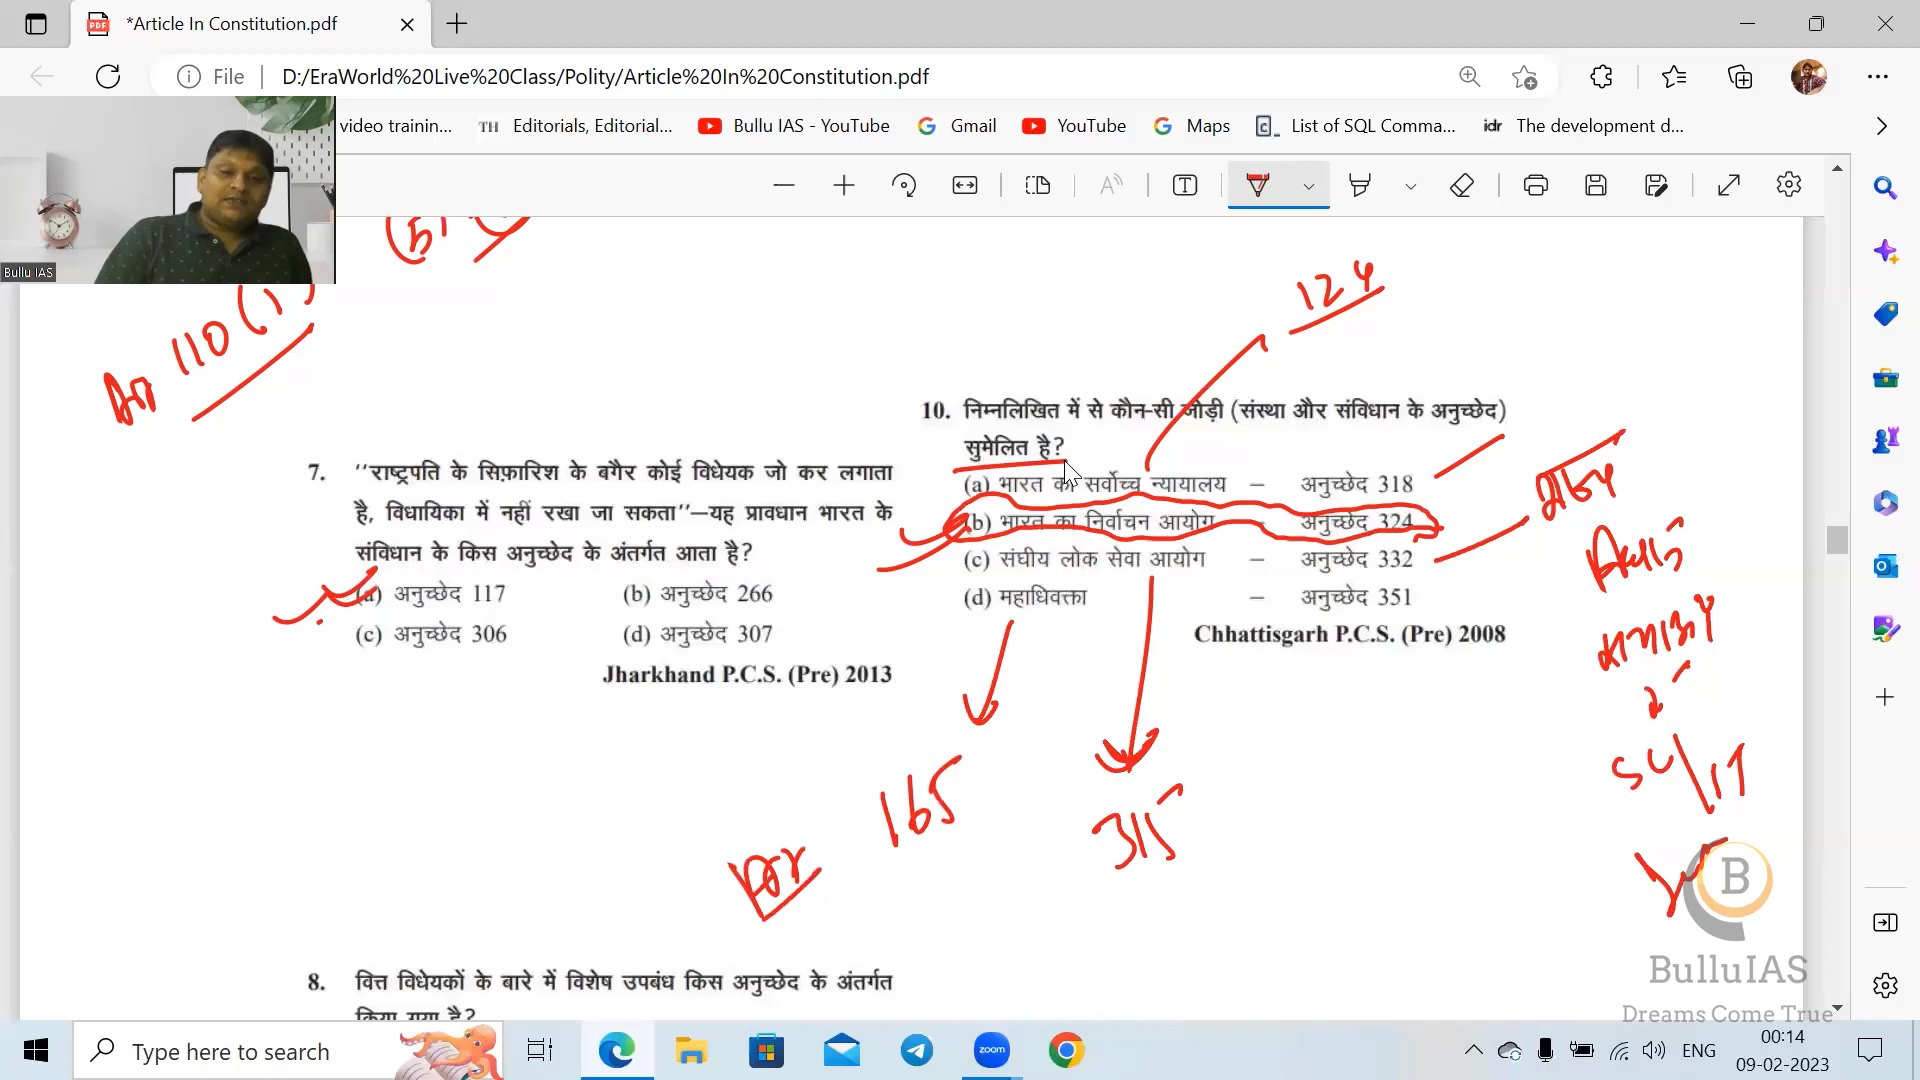 *Article In Constitution.pdf
File
D:/EraWorld%20Live%20Class/Polity/Article%20In%20Constitution.pdf
video trainin...
TH Editorials, Editorial...
Bullu IAS - YouTube
Gmail
YouTube
Maps
List of SQL Comma...
idr The development d...
Bullu IAS
110 (1)
124
7. ''राष्ट्रपति के सिफ़ारिश के बगैर कोई विधेयक जो कर लगाता
है, विधायिका में नहीं रखा जा सकता''–यह प्रावधान भारत के
संविधान के किस अनुच्छेद के अंतर्गत आता है?
(a) अनुच्छेद 117 (b) अनुच्छेद 266
(c) अनुच्छेद 306 (d) अनुच्छेद 307
Jharkhand P.C.S. (Pre) 2013
8. वित्त विधेयकों के बारे में विशेष उपबंध किस अनुच्छेद के अंतर्गत
किया गया है?
10. निम्नलिखित में से कौन-सी जोड़ी (संस्था और संविधान के अनुच्छेद)
सुमेलित है?
(a) भारत का सर्वोच्च न्यायालय – अनुच्छेद 318
(b) भारत का निर्वाचन आयोग – अनुच्छेद 324
(c) संघीय लोक सेवा आयोग – अनुच्छेद 332
(d) महाधिवक्ता – अनुच्छेद 351
Chhattisgarh P.C.S. (Pre) 2008
165
315
B
BulluIAS
Dreams Come True
Type here to search
zoom
ENG
00:14
09-02-2023